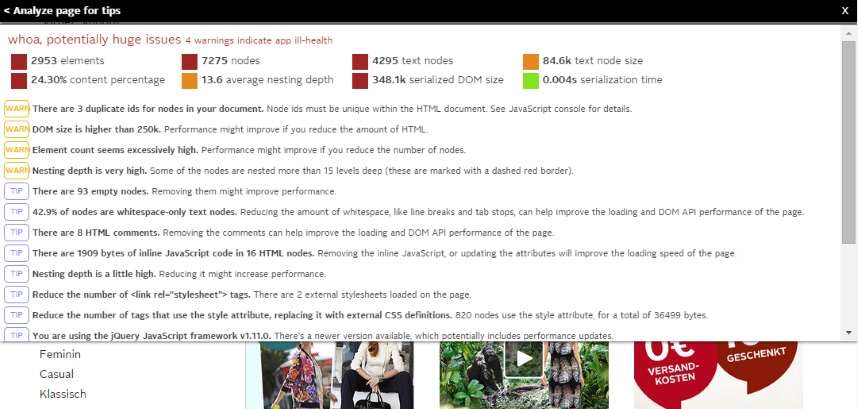 < Analyze page for tips X
whoa, potentially huge issues 4 warnings indicate app ill-health
2953 elements 7275 nodes 4295 text nodes 84.6k text node size
24.30% content percentage 13.6 average nesting depth 348.1k serialized DOM size 0.004s serialization time
WARN There are 3 duplicate ids for nodes in your document. Node ids must be unique within the HTML document. See JavaScript console for details.
WARN DOM size is higher than 250k. Performance might improve if you reduce the amount of HTML.
WARN Element count seems excessively high. Performance might improve if you reduce the number of nodes.
WARN Nesting depth is very high. Some of the nodes are nested more than 15 levels deep (these are marked with a dashed red border).
TIP There are 93 empty nodes. Removing them might improve performance.
TIP 42.9% of nodes are whitespace-only text nodes. Reducing the amount of whitespace, like line breaks and tab stops, can help improve the loading and DOM API performance of the page.
TIP There are 8 HTML comments. Removing the comments can help improve the loading and DOM API performance of the page.
TIP There are 1909 bytes of inline JavaScript code in 16 HTML nodes. Removing the inline JavaScript, or updating the attributes will improve the loading speed of the page.
TIP Nesting depth is a little high. Reducing it might increase performance.
TIP Reduce the number of <link rel="stylesheet"> tags. There are 2 external stylesheets loaded on the page.
TIP Reduce the number of tags that use the style attribute, replacing it with external CSS definitions. 820 nodes use the style attribute, for a total of 36499 bytes.
TIP You are using the jQuery JavaScript framework v1.11.0. There's a newer version available, which potentially includes performance updates.
Feminin
Casual
Klassisch
0€
VERSAND-
KOSTEN
GESCHENKT